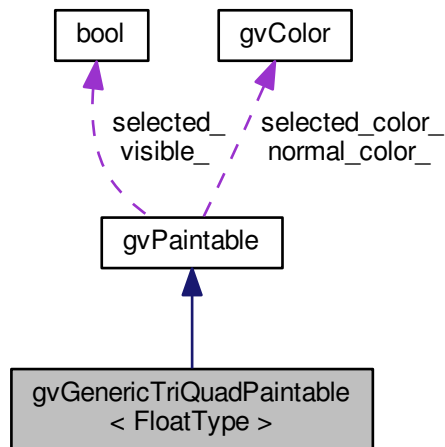 bool
gvColor
selected_
visible_
selected_color_
normal_color_
gvPaintable
gvGenericTriQuadPaintable
< FloatType >